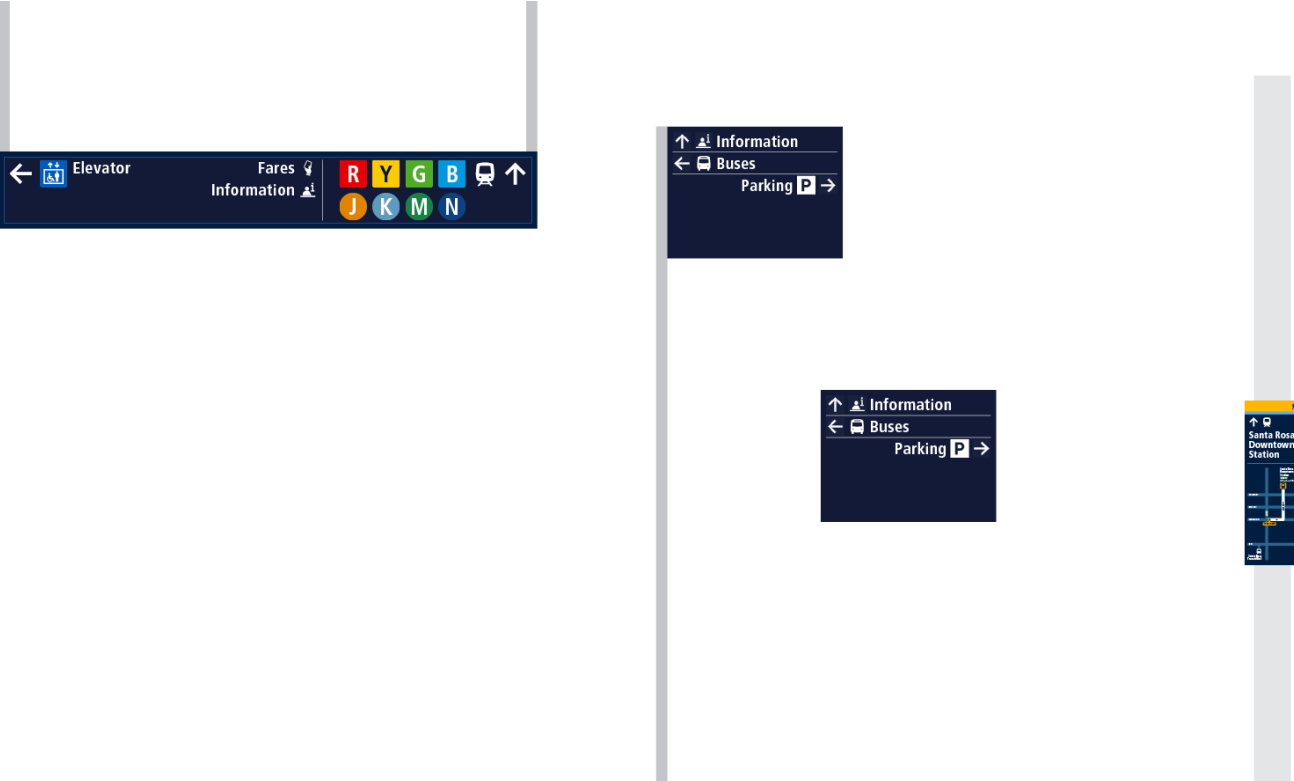 Elevator
Fares
Information
R Y G B
J K M N
Information
Buses
Parking P
Information
Buses
Parking P
Santa Rosa
Downtown
Station